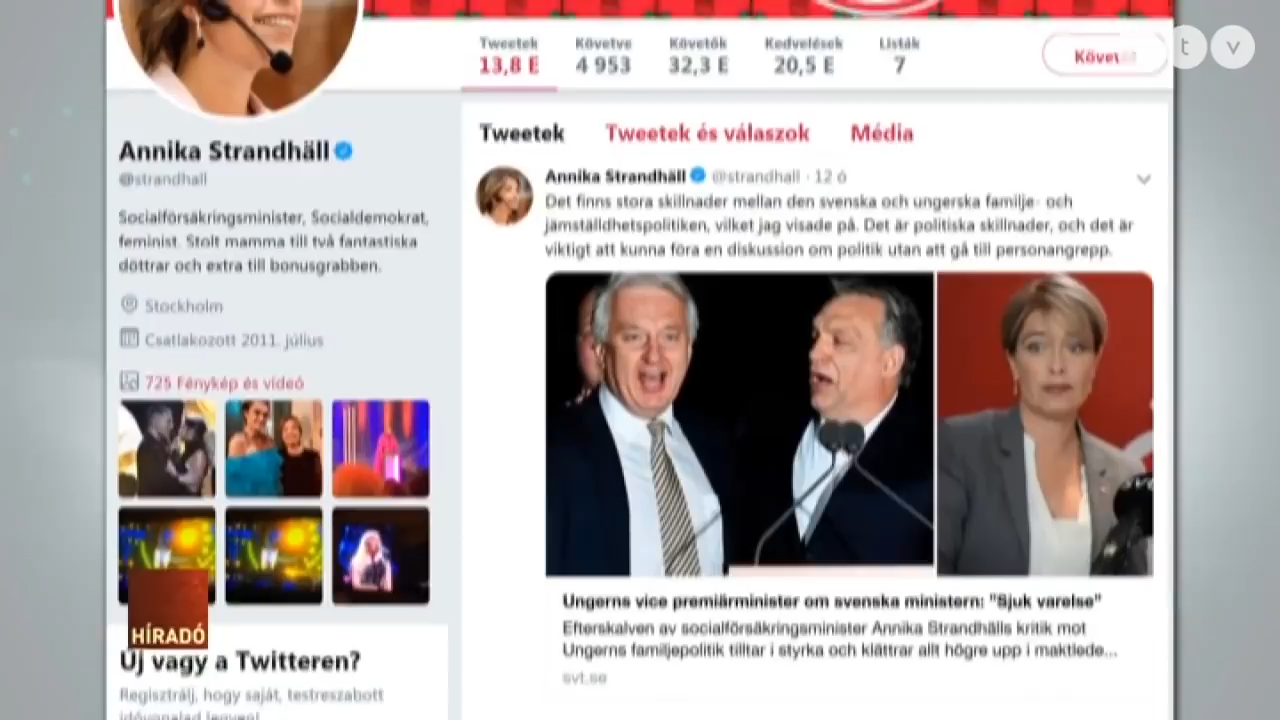 Tweetek Követve Követők Kedvelések Listák
13,8 E 4 953 32,3 E 20,5 E 7
t v
Annika Strandhäll
@strandhall
Socialförsäkringsminister, Socialdemokrat,
feminist. Stolt mamma till två fantastiska
döttrar och extra till bonusgrabben.
Stockholm
Csatlakozott 2011. július
725 Fénykép és videó
HÍRADÓ
Új vagy a Twitteren?
Regisztrálj, hogy saját, testreszabott
Tweetek Tweetek és válaszok Média
Annika Strandhäll @strandhall · 12 ó
Det finns stora skillnader mellan den svenska och ungerska familje- och
jämställdhetspolitiken, vilket jag visade på. Det är politiska skillnader, och det är
viktigt att kunna föra en diskussion om politik utan att gå till personangrepp.
Ungerns vice premiärminister om svenska ministern: "Sjuk varelse"
Efterskalven av socialförsäkringsminister Annika Strandhälls kritik mot
Ungerns familjepolitik tilltar i styrka och klättrar allt högre upp i maktlede...
svt.se